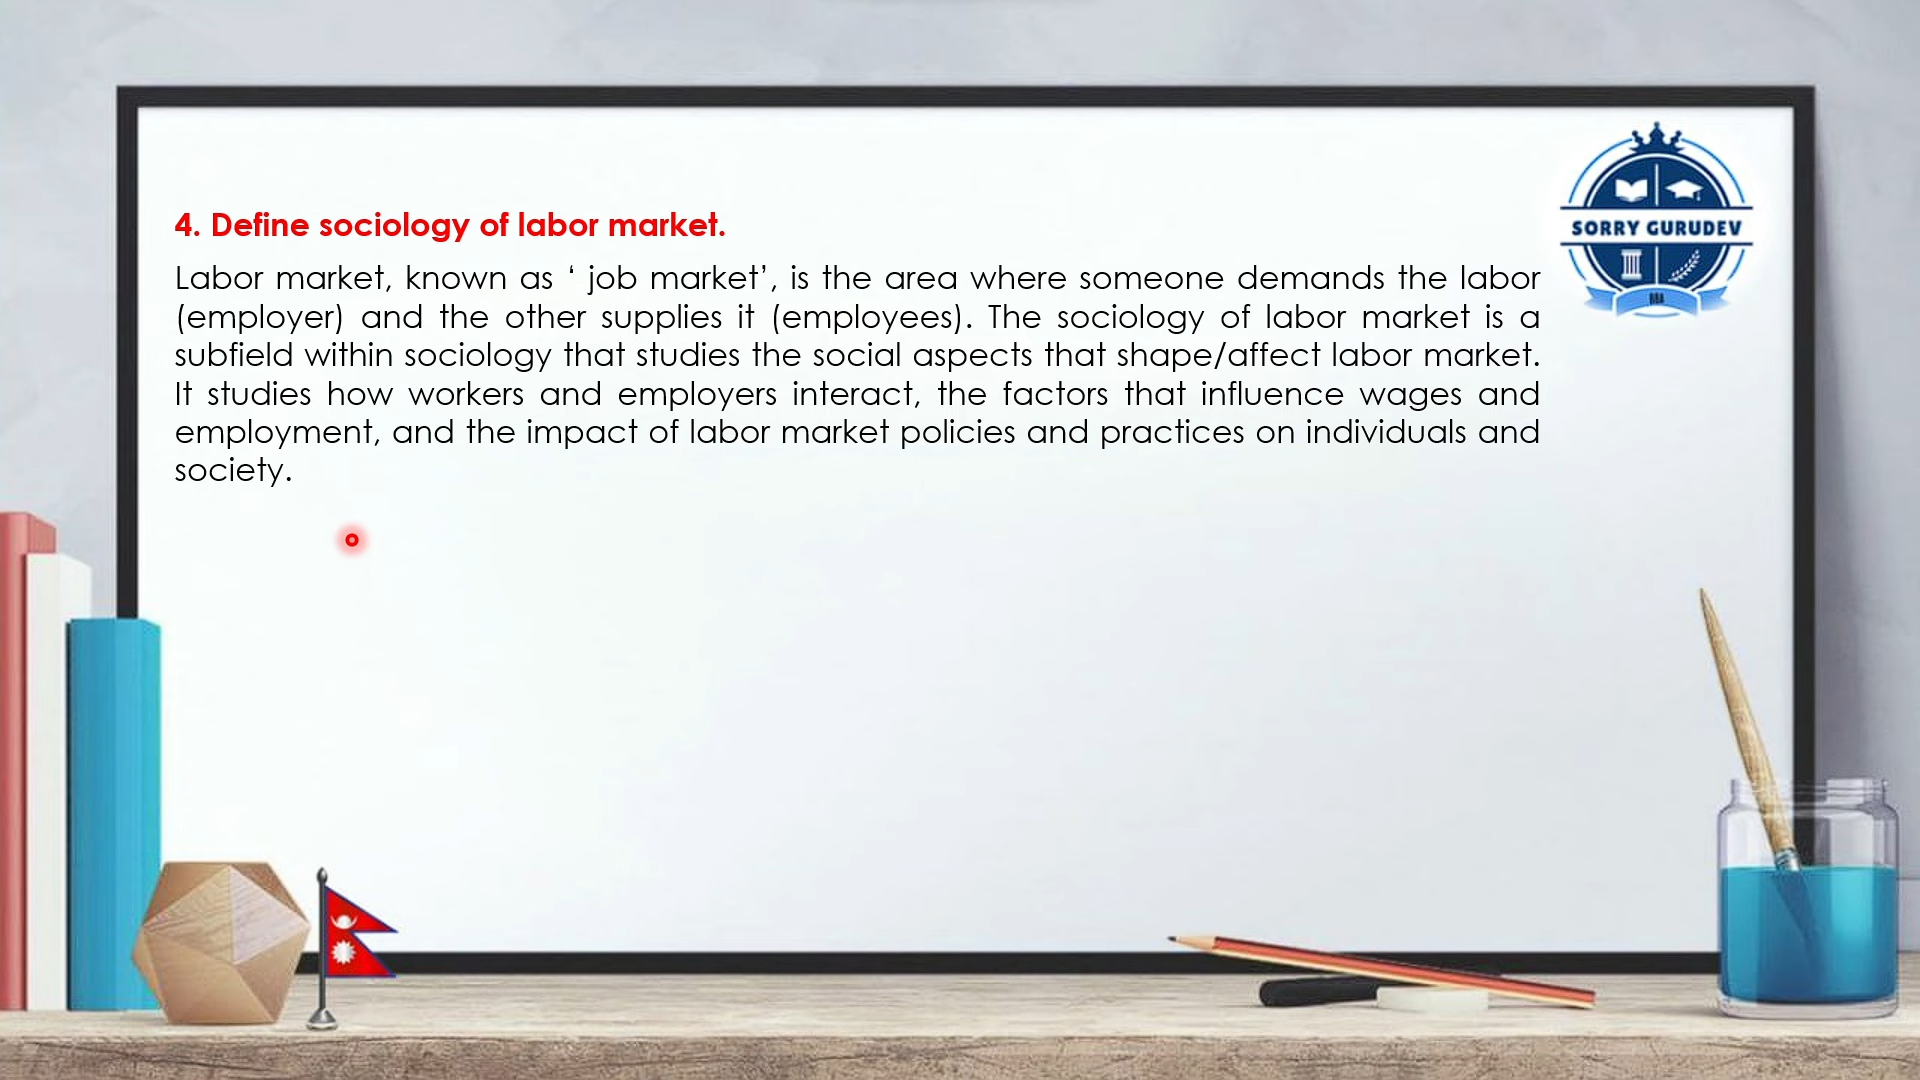 4. Define sociology of labor market.
Labor market, known as ‘ job market’, is the area where someone demands the labor
(employer) and the other supplies it (employees). The sociology of labor market is a
subfield within sociology that studies the social aspects that shape/affect labor market.
It studies how workers and employers interact, the factors that influence wages and
employment, and the impact of labor market policies and practices on individuals and
society.
SORRY GURUDEV
BBA